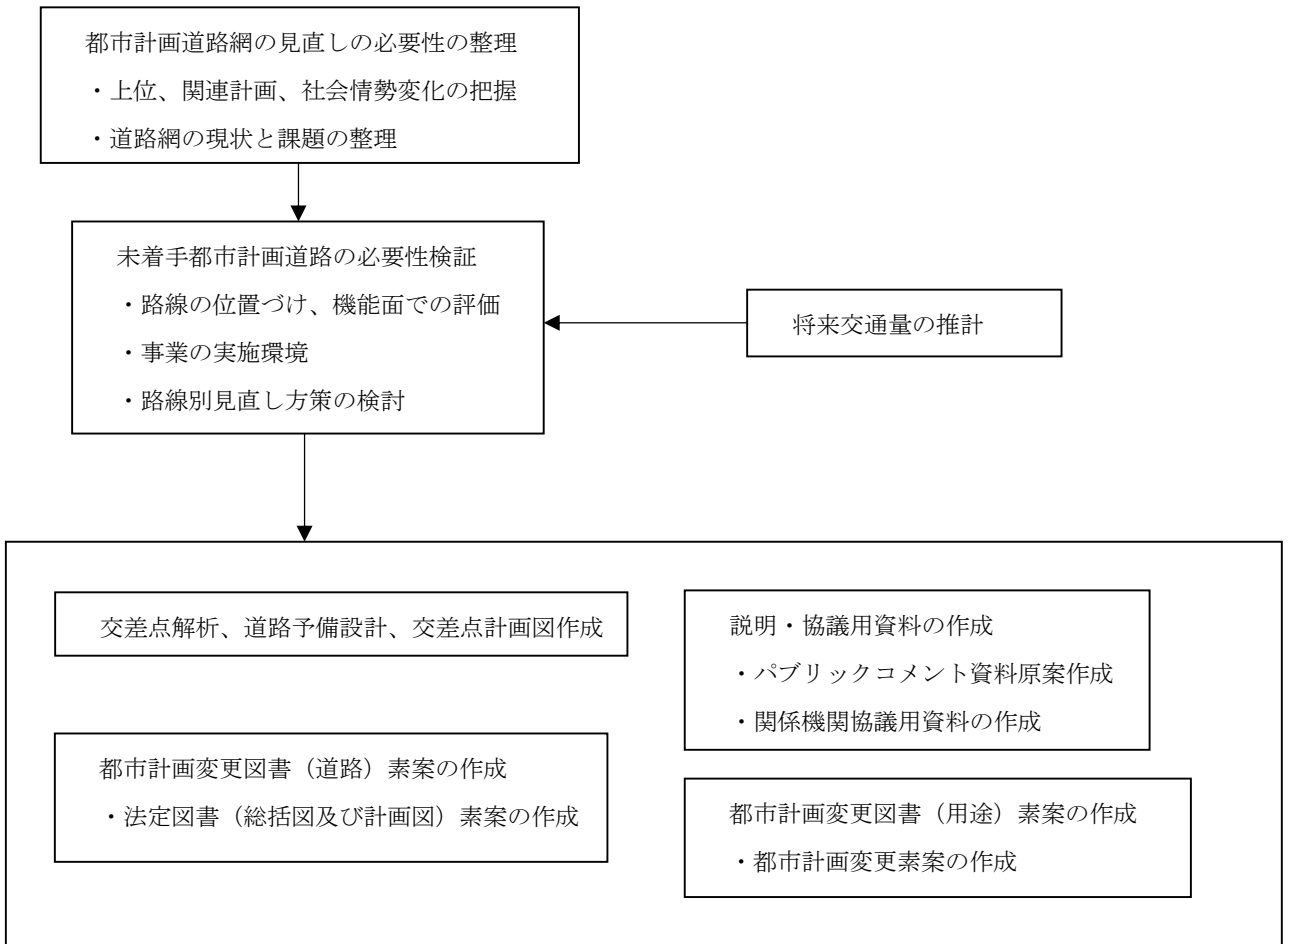 都市計画道路網の見直しの必要性の整理
・上位、関連計画、社会情勢変化の把握
・道路網の現状と課題の整理
未着手都市計画道路の必要性検証
・路線の位置づけ、機能面での評価
・事業の実施環境
・路線別見直し方策の検討
将来交通量の推計
交差点解析、道路予備設計、交差点計画図作成
都市計画変更図書（道路）素案の作成
・法定図書（総括図及び計画図）素案の作成
説明・協議用資料の作成
・パブリックコメント資料原案作成
・関係機関協議用資料の作成
都市計画変更図書（用途）素案の作成
・都市計画変更素案の作成